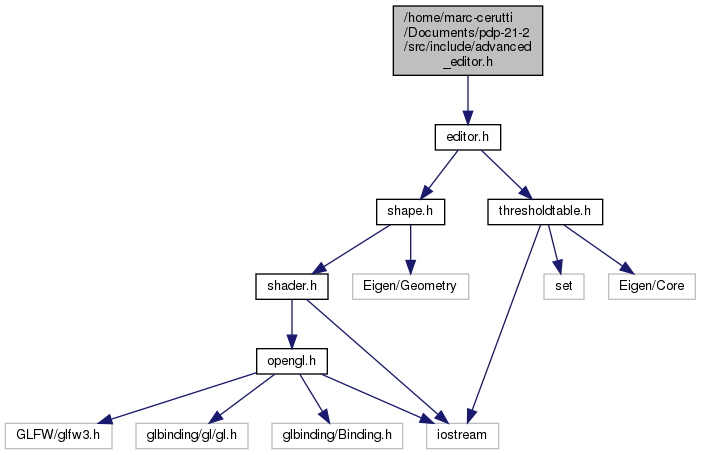 /home/marc-cerutti
/Documents/pdp-21-2
/src/include/advanced
_editor.h
editor.h
shape.h
thresholdtable.h
shader.h
Eigen/Geometry
set
Eigen/Core
opengl.h
GLFW/glfw3.h
glbinding/gl/gl.h
glbinding/Binding.h
iostream